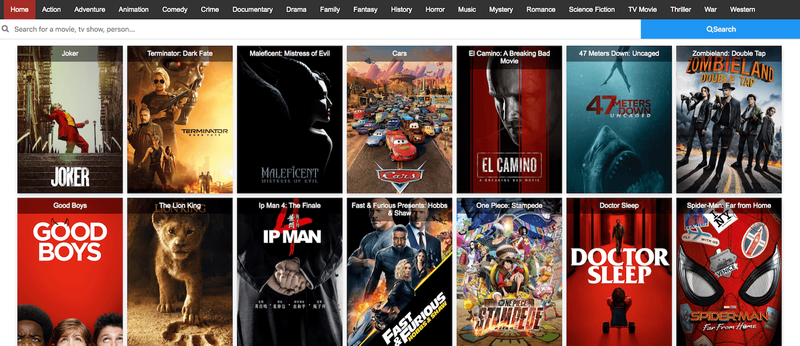 Home Action Adventure Animation Comedy Crime Documentary Drama Family Fantasy History Horror Music Mystery Romance Science Fiction TV Movie Thriller War Western
Search for a movie, tv show, person...
Search
Joker
JOKER
Terminator: Dark Fate
TERMINATOR
DARK FATE
Maleficent: Mistress of Evil
MALEFICENT
MISTRESS OF EVIL
Cars
Cars
El Camino: A Breaking Bad
Movie
EL CAMINO
A BREAKING BAD MOVIE
47 Meters Down: Uncaged
47 METERS
DOWN
UNCAGED
Zombieland: Double Tap
ZOMBIELAND
DOUBLE TAP
Good Boys
GOOD
BOYS
The Lion King
LION KING
Ip Man 4: The Finale
4
IP MAN
Fast & Furious Presents: Hobbs
& Shaw
FAST & FURIOUS
HOBBS & SHAW
One Piece: Stampede
ONE PIECE
STAMPEDE
Doctor Sleep
DOCTOR
SLEEP
Spider-Man: Far from Home
NY
VENICE
SPIDER-MAN
Far From Home